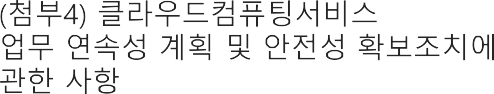 (첨부4) 클라우드컴퓨팅서비스
업무 연속성 계획 및 안전성 확보조치에
관한 사항